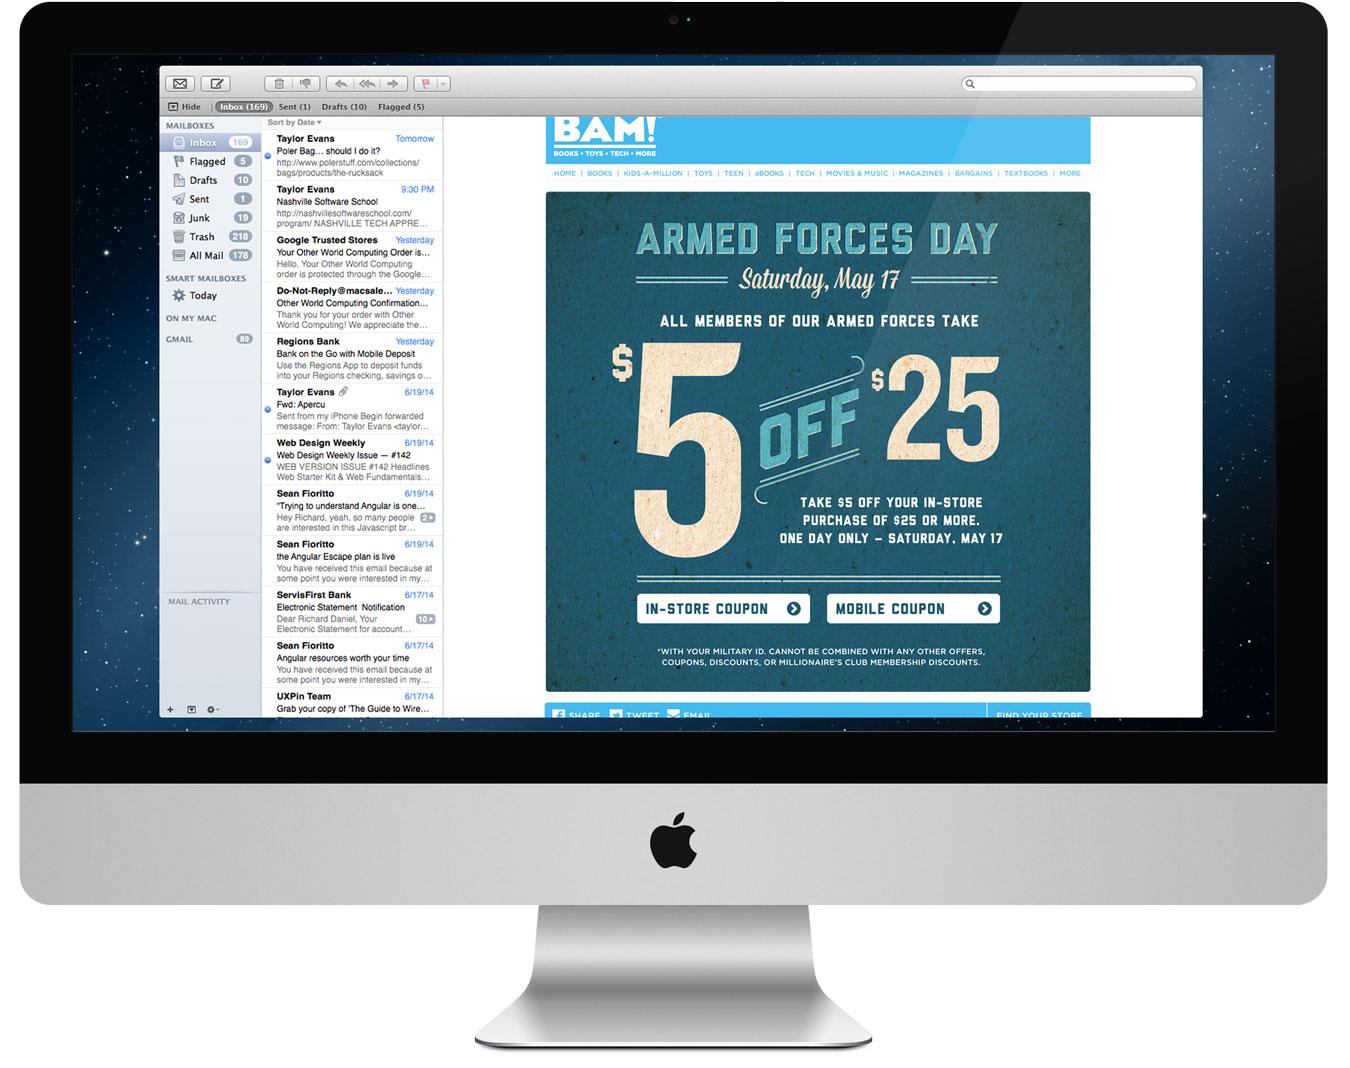 Hide Inbox (169) Sent (1) Drafts (10) Flagged (5)
MAILBOXES
Inbox 169
Flagged 5
Drafts 10
Sent 1
Junk 19
Trash 218
All Mail 178
SMART MAILBOXES
Today
ON MY MAC
GMAIL 89
MAIL ACTIVITY
Sort by Date
Taylor Evans Tomorrow
Poler Bag... should I do it?
http://www.polerstuff.com/collections/
bags/products/the-rucksack
Taylor Evans 9:30 PM
Nashville Software School
http://nashvillesoftwareschool.com/
program/ NASHVILLE TECH APPRE...
Google Trusted Stores Yesterday
Your Other World Computing Order is...
Hello, Your Other World Computing
order is protected through the Google...
Do-Not-Reply@macsale... Yesterday
Other World Computing Confirmation...
Thank you for your order with Other
World Computing! We appreciate the...
Regions Bank Yesterday
Bank on the Go with Mobile Deposit
Use the Regions App to deposit funds
into your Regions checking, savings o...
Taylor Evans 6/19/14
Fwd: Apercu
Sent from my iPhone Begin forwarded
message: From: Taylor Evans <taylor...
Web Design Weekly 6/19/14
Web Design Weekly Issue — #142
WEB VERSION ISSUE #142 Headlines
Web Starter Kit & Web Fundamentals...
Sean Fioritto 6/19/14
"Trying to understand Angular is one...
Hey Richard, yeah, so many people 2
are interested in this Javascript br...
Sean Fioritto 6/19/14
the Angular Escape plan is live
You have received this email because at
some point you were interested in my...
ServisFirst Bank 6/17/14
Electronic Statement Notification
Dear Richard Daniel, Your 10
Electronic Statement for account...
Sean Fioritto 6/17/14
Angular resources worth your time
You have received this email because at
some point you were interested in my...
UXPin Team 6/17/14
Grab your copy of 'The Guide to Wire...
BAM!
BOOKS • TOYS • TECH • MORE
HOME | BOOKS | KIDS-A-MILLION | TOYS | TEEN | eBOOKS | TECH | MOVIES & MUSIC | MAGAZINES | BARGAINS | TEXTBOOKS | MORE
ARMED FORCES DAY
Saturday, May 17
ALL MEMBERS OF OUR ARMED FORCES TAKE
$5 OFF $25
TAKE $5 OFF YOUR IN-STORE
PURCHASE OF $25 OR MORE.
ONE DAY ONLY – SATURDAY, MAY 17
IN-STORE COUPON MOBILE COUPON
*WITH YOUR MILITARY ID. CANNOT BE COMBINED WITH ANY OTHER OFFERS,
COUPONS, DISCOUNTS, OR MILLIONAIRE'S CLUB MEMBERSHIP DISCOUNTS.
SHARE TWEET EMAIL FIND YOUR STORE